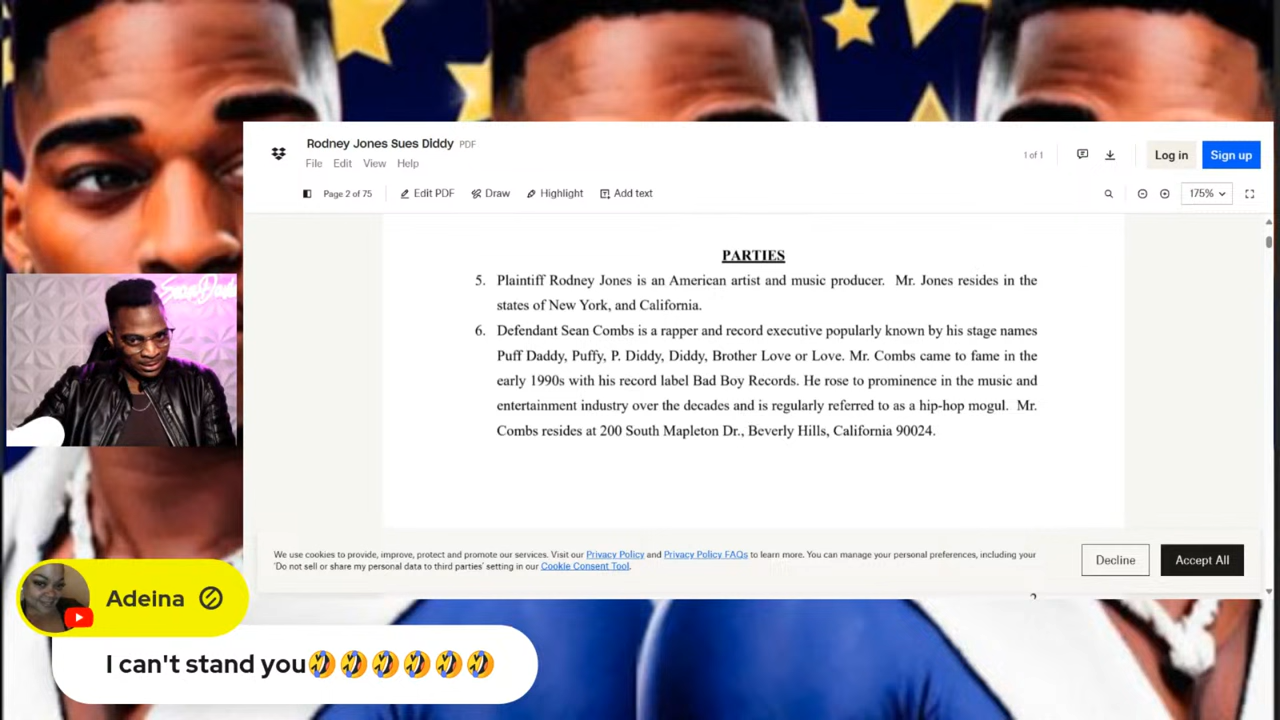 Rodney Jones Sues Diddy PDF
File Edit View Help
1 of 1
Log in
Sign up
Page 2 of 75
Edit PDF
Draw
Highlight
Add text
175%
PARTIES
5. Plaintiff Rodney Jones is an American artist and music producer. Mr. Jones resides in the
states of New York, and California.
6. Defendant Sean Combs is a rapper and record executive popularly known by his stage names
Puff Daddy, Puffy, P. Diddy, Diddy, Brother Love or Love. Mr. Combs came to fame in the
early 1990s with his record label Bad Boy Records. He rose to prominence in the music and
entertainment industry over the decades and is regularly referred to as a hip-hop mogul. Mr.
Combs resides at 200 South Mapleton Dr., Beverly Hills, California 90024.
We use cookies to provide, improve, protect and promote our services. Visit our Privacy Policy and Privacy Policy FAQs to learn more. You can manage your personal preferences, including your
'Do not sell or share my personal data to third parties' setting in our Cookie Consent Tool.
Decline
Accept All
Adeina
I can't stand you🤣🤣🤣🤣🤣🤣